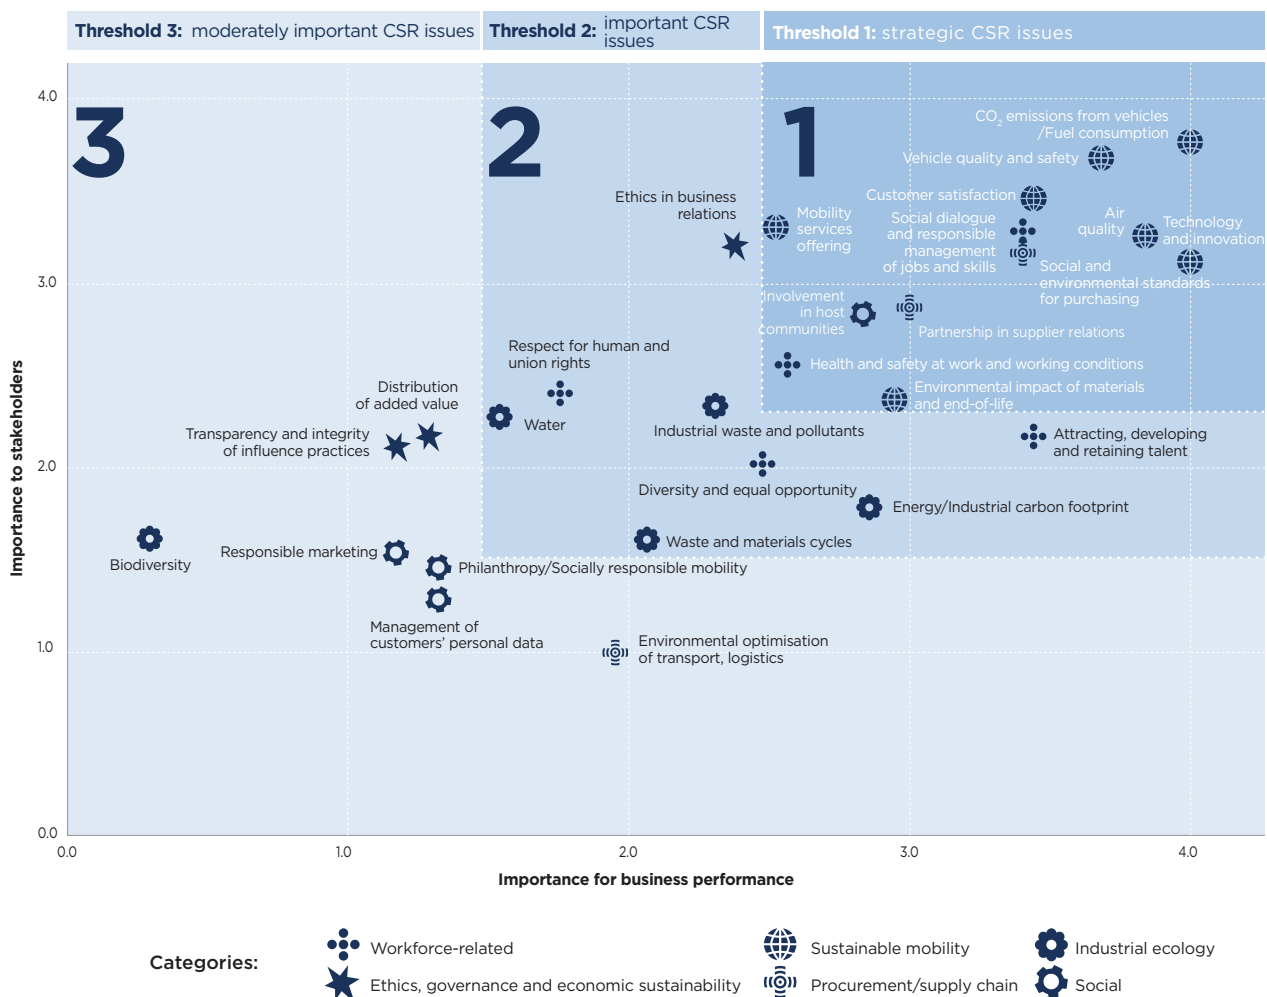 Threshold 3: moderately important CSR issues
Threshold 2: important CSR
issues
Threshold 1: strategic CSR issues
4.0
3
2
1
CO2 emissions from vehicles
/Fuel consumption
Vehicle quality and safety
Ethics in business
relations
Customer satisfaction
Mobility
services
offering
Social dialogue
and responsible
management
of jobs and skills
Air
quality
Technology
and innovation
Social and
environmental standards
for purchasing
3.0
Involvement
in host
communities
Partnership in supplier relations
Respect for human and
union rights
Health and safety at work and working conditions
Distribution
of added value
Environmental impact of materials
and end-of-life
Water
Transparency and integrity
of influence practices
Industrial waste and pollutants
Attracting, developing
and retaining talent
2.0
Diversity and equal opportunity
Energy/Industrial carbon footprint
Waste and materials cycles
Biodiversity
Responsible marketing
Philanthropy/Socially responsible mobility
Management of
customers’ personal data
1.0
Environmental optimisation
of transport, logistics
0.0
Importance to stakeholders
0.0
1.0
2.0
3.0
4.0
Importance for business performance
Categories:
Workforce-related
Sustainable mobility
Industrial ecology
Ethics, governance and economic sustainability
Procurement/supply chain
Social